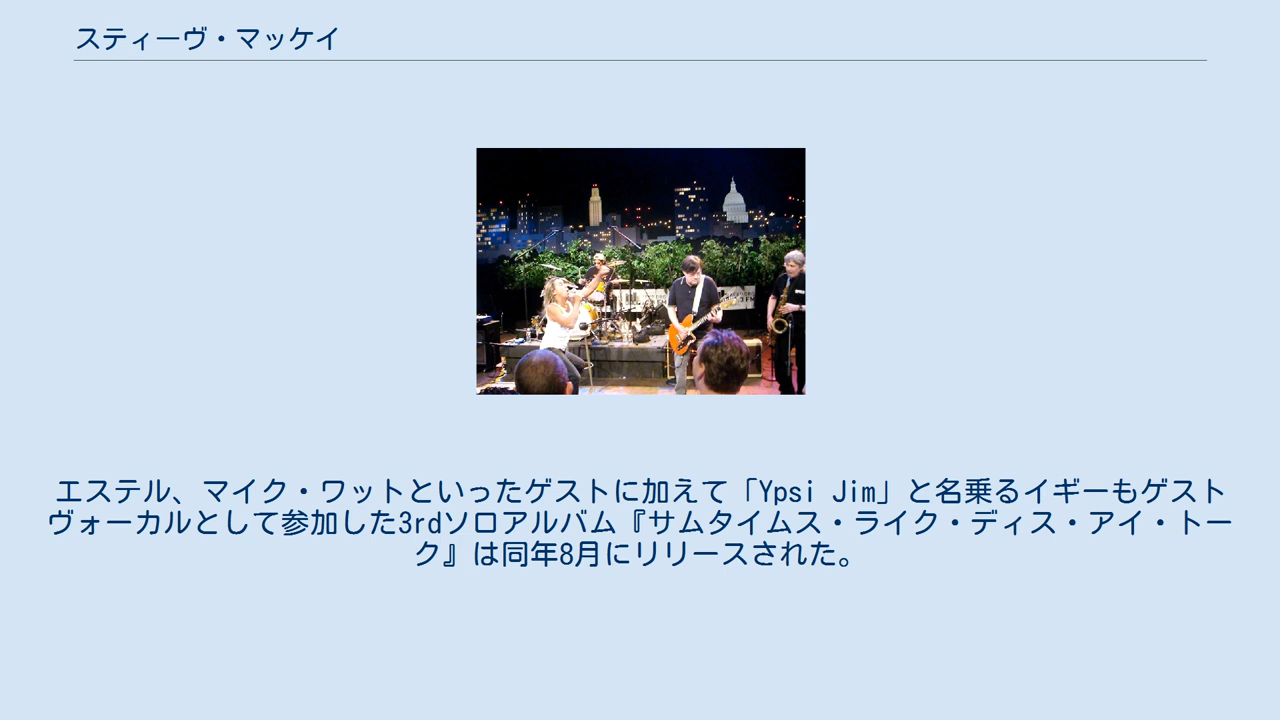 スティーヴ・マッケイ
エステル、マイク・ワットといったゲストに加えて「Ypsi Jim」と名乗るイギーもゲスト
ヴォーカルとして参加した3rdソロアルバム『サムタイムス・ライク・ディス・アイ・トー
ク』は同年8月にリリースされた。